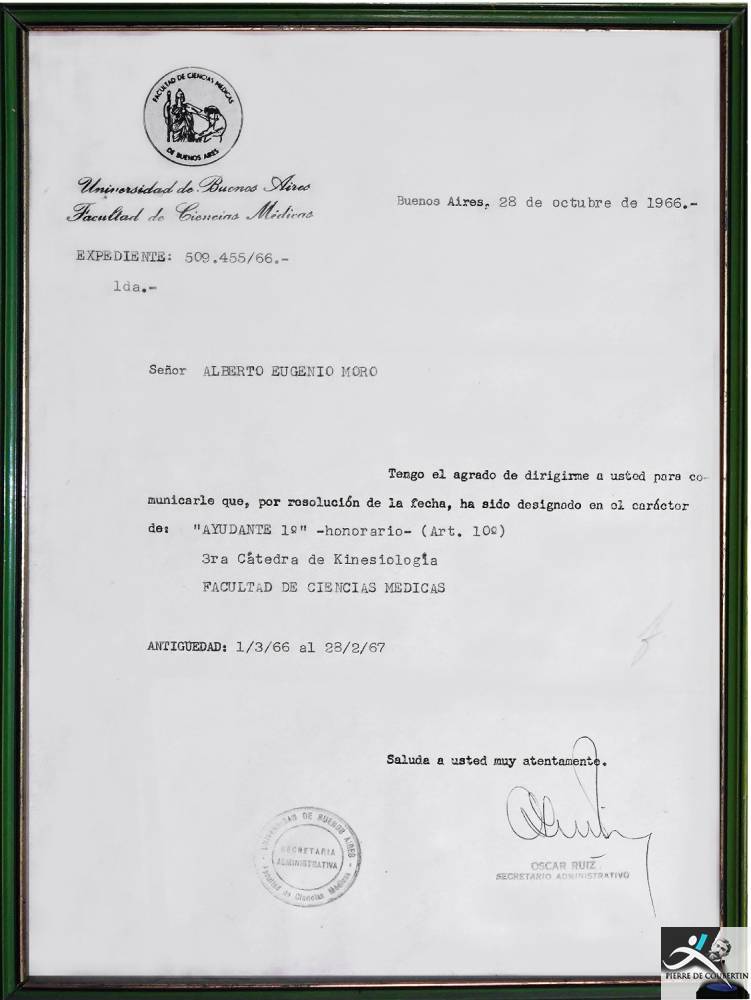 FACULTAD DE CIENCIAS MÉDICAS
DE BUENOS AIRES
Universidad de Buenos Aires
Facultad de Ciencias Médicas
Buenos Aires, 28 de octubre de 1966.-
EXPEDIENTE: 509.455/66.-
lda.-
Señor ALBERTO EUGENIO MORO
Tengo el agrado de dirigirme a usted para co-
municarle que, por resolución de la fecha, ha sido designado en el carácter
de: "AYUDANTE 1º" -honorario- (Art. 10º)
3ra Cátedra de Kinesiología
FACULTAD DE CIENCIAS MEDICAS
ANTIGUEDAD: 1/3/66 al 28/2/67
Saluda a usted muy atentamente.
UNIVERSIDAD DE BUENOS AIRES
SECRETARIA
ADMINISTRATIVA
Facultad de Ciencias Médicas
OSCAR RUIZ
SECRETARIO ADMINISTRATIVO
PIERRE DE COUBERTIN